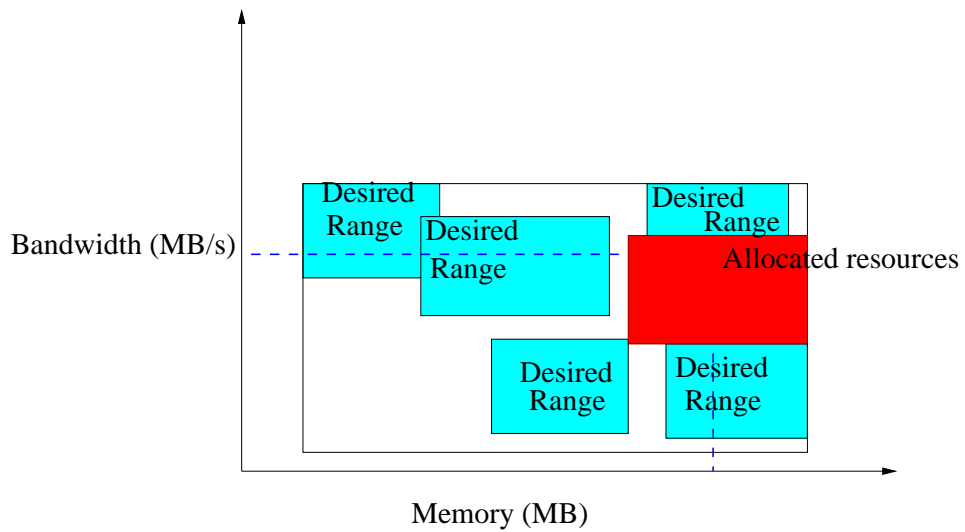 Desired
Range
Desired
Range
Desired
Range
Bandwidth (MB/s)
Allocated resources
Desired
Range
Desired
Range
Memory (MB)